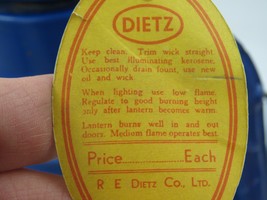 DIETZ
Keep clean. Trim wick straight.
Use best illuminating kerosene.
Occasionally drain fount, use new
oil and wick.
When lighting use low flame.
Regulate to good burning height
only after lantern becomes warm.
Lantern burns well in and out
doors. Medium flame operates best.
Price..............Each
R E DIETZ CO., LTD.